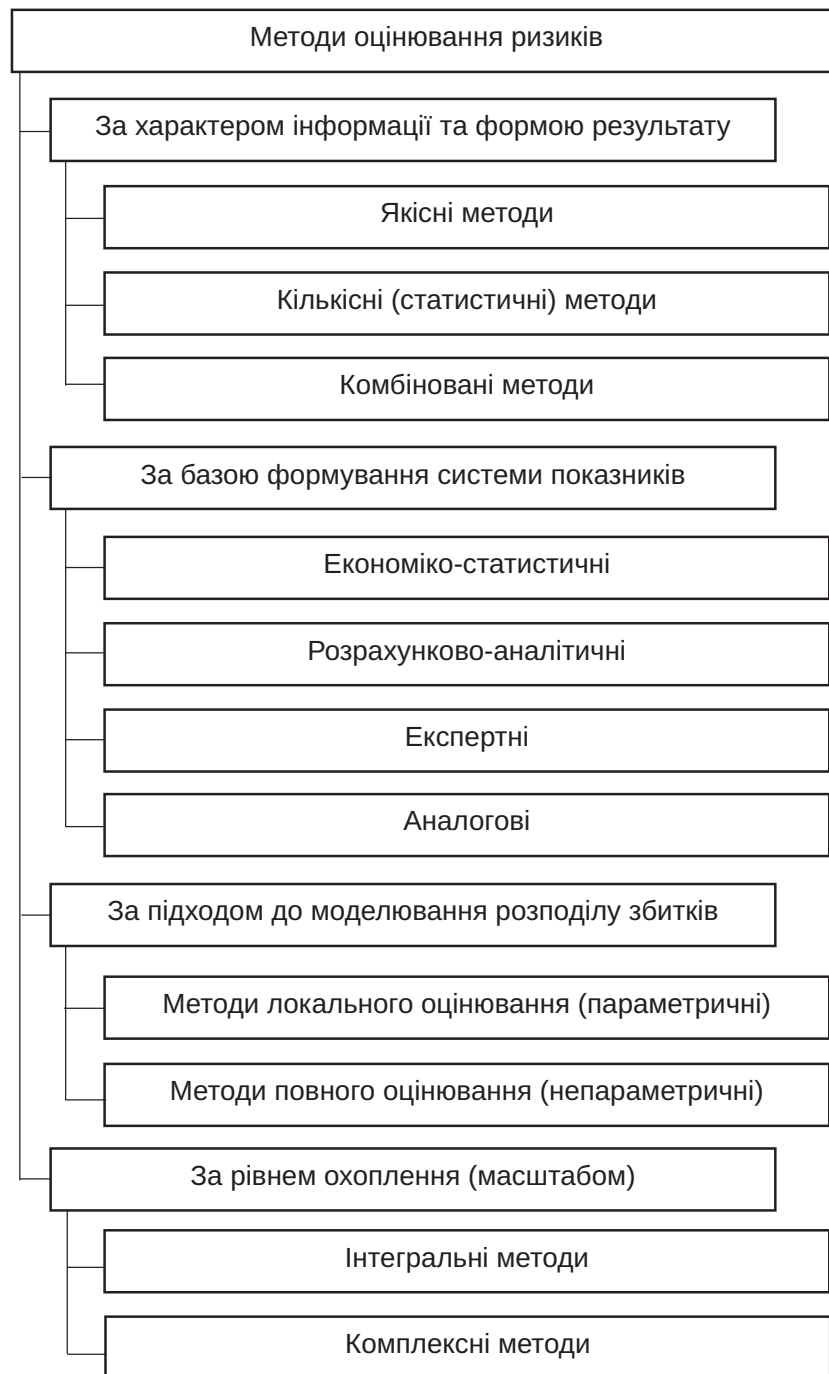 Методи оцінювання ризиків
За характером інформації та формою результату
Якісні методи
Кількісні (статистичні) методи
Комбіновані методи
За базою формування системи показників
Економіко-статистичні
Розрахунково-аналітичні
Експертні
Аналогові
За підходом до моделювання розподілу збитків
Методи локального оцінювання (параметричні)
Методи повного оцінювання (непараметричні)
За рівнем охоплення (масштабом)
Інтегральні методи
Комплексні методи